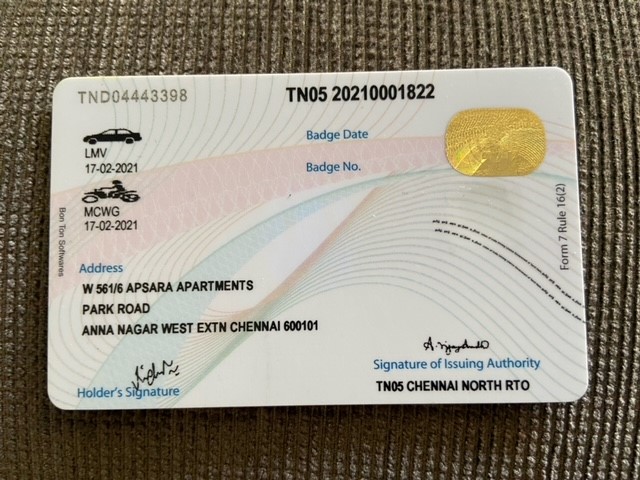 TND04443398
TN05 20210001822
LMV
17-02-2021
MCWG
17-02-2021
Badge Date
Badge No.
Form 7 Rule 16(2)
Bon Ton Softwares
Address
W 561/6 APSARA APARTMENTS
PARK ROAD
ANNA NAGAR WEST EXTN CHENNAI 600101
Holder's Signature
Signature of Issuing Authority
TN05 CHENNAI NORTH RTO